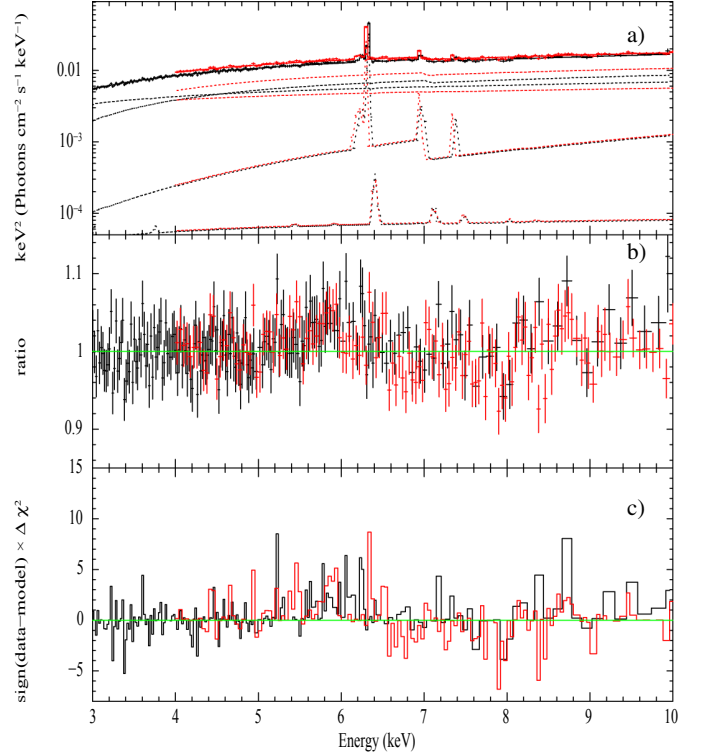 keV² (Photons cm⁻² s⁻¹ keV⁻¹)
a)
0.01
10⁻³
10⁻⁴
ratio
b)
1.1
1
0.9
15
sign(data−model) × Δ χ²
c)
10
5
0
−5
3 4 5 6 7 8 9 10
Energy (keV)